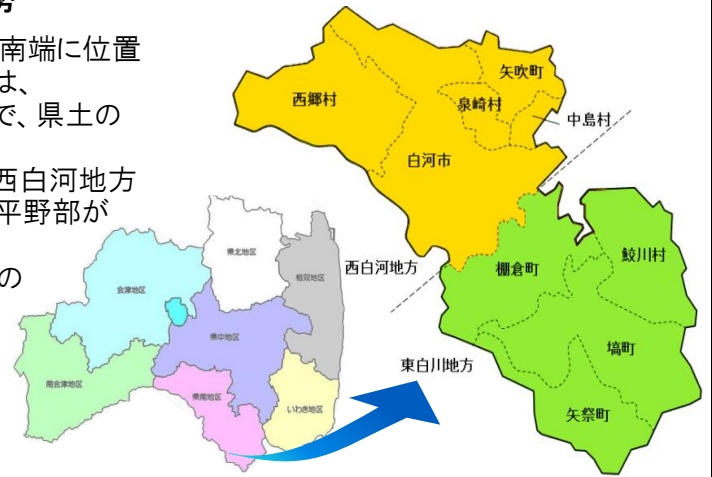 南端に位置
は、
で、県土の
西白河地方
平野部が
の
西郷村
矢吹町
泉崎村
中島村
白河市
西白河地方
棚倉町
鮫川村
塙町
東白川地方
矢祭町
県北地区
相双地区
会津地区
県中地区
南会津地区
県南地区
いわき地区